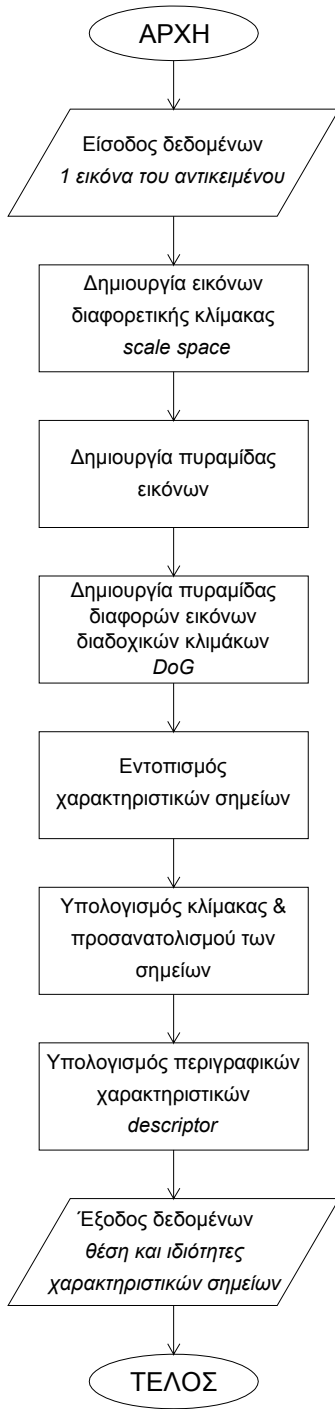 ΑΡΧΗ
Είσοδος δεδομένων
1 εικόνα του αντικειμένου
Δημιουργία εικόνων
διαφορετικής κλίμακας
scale space
Δημιουργία πυραμίδας
εικόνων
Δημιουργία πυραμίδας
διαφορών εικόνων
διαδοχικών κλιμάκων
DoG
Εντοπισμός
χαρακτηριστικών σημείων
Υπολογισμός κλίμακας &
προσανατολισμού των
σημείων
Υπολογισμός περιγραφικών
χαρακτηριστικών
descriptor
Έξοδος δεδομένων
θέση και ιδιότητες
χαρακτηριστικών σημείων
ΤΕΛΟΣ